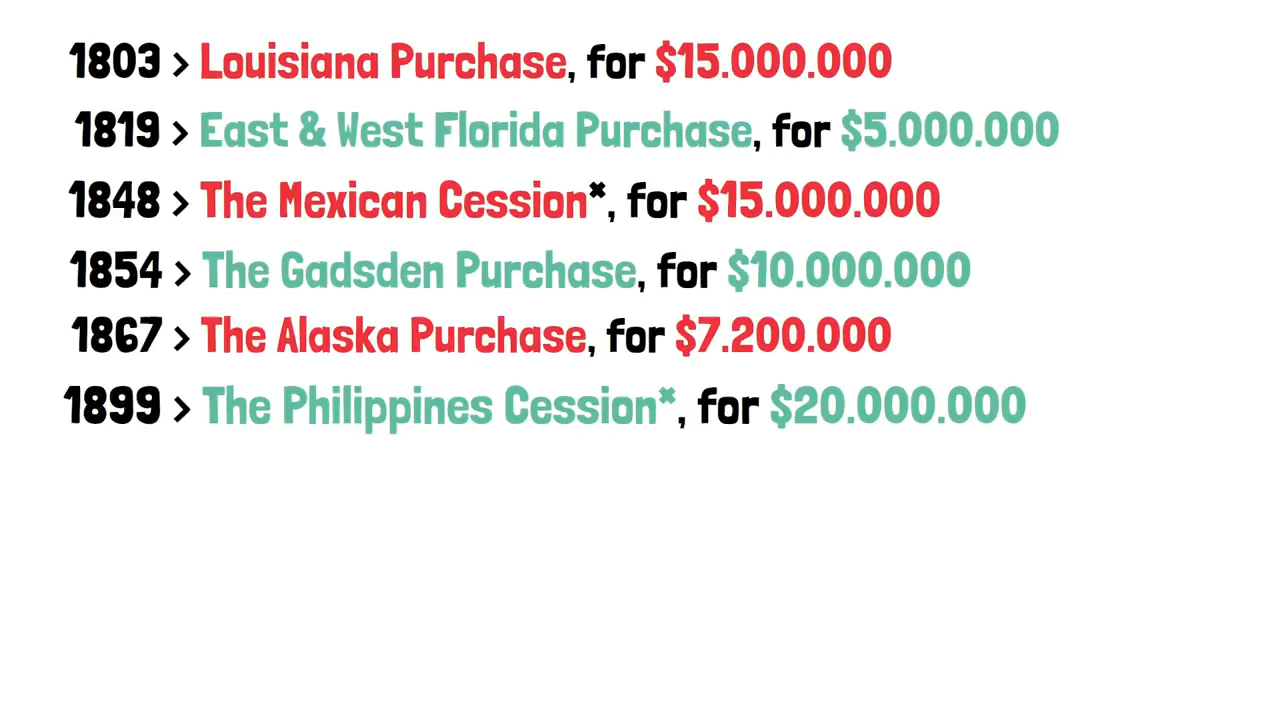 1803 > Louisiana Purchase, for $15.000.000
1819 > East & West Florida Purchase, for $5.000.000
1848 > The Mexican Cession*, for $15.000.000
1854 > The Gadsden Purchase, for $10.000.000
1867 > The Alaska Purchase, for $7.200.000
1899 > The Philippines Cession*, for $20.000.000